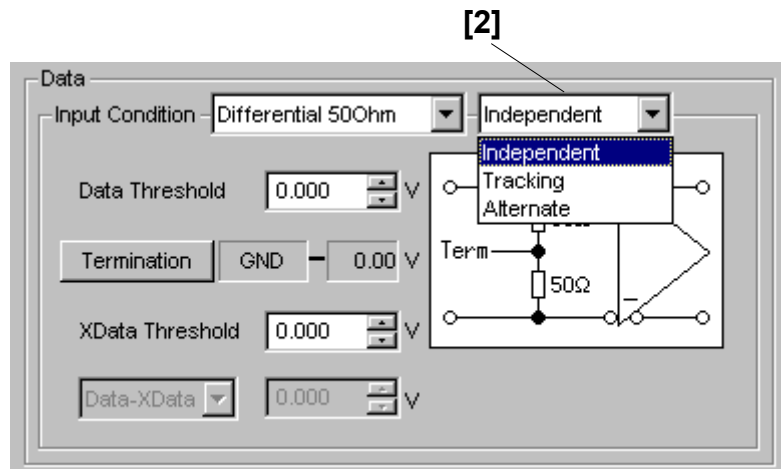 [2]
Data
Input Condition Differential 50Ohm Independent
Independent
Tracking
Alternate
Data Threshold 0.000 V
Termination GND 0.00 V
Term
50Ω
XData Threshold 0.000 V
Data-XData 0.000 V